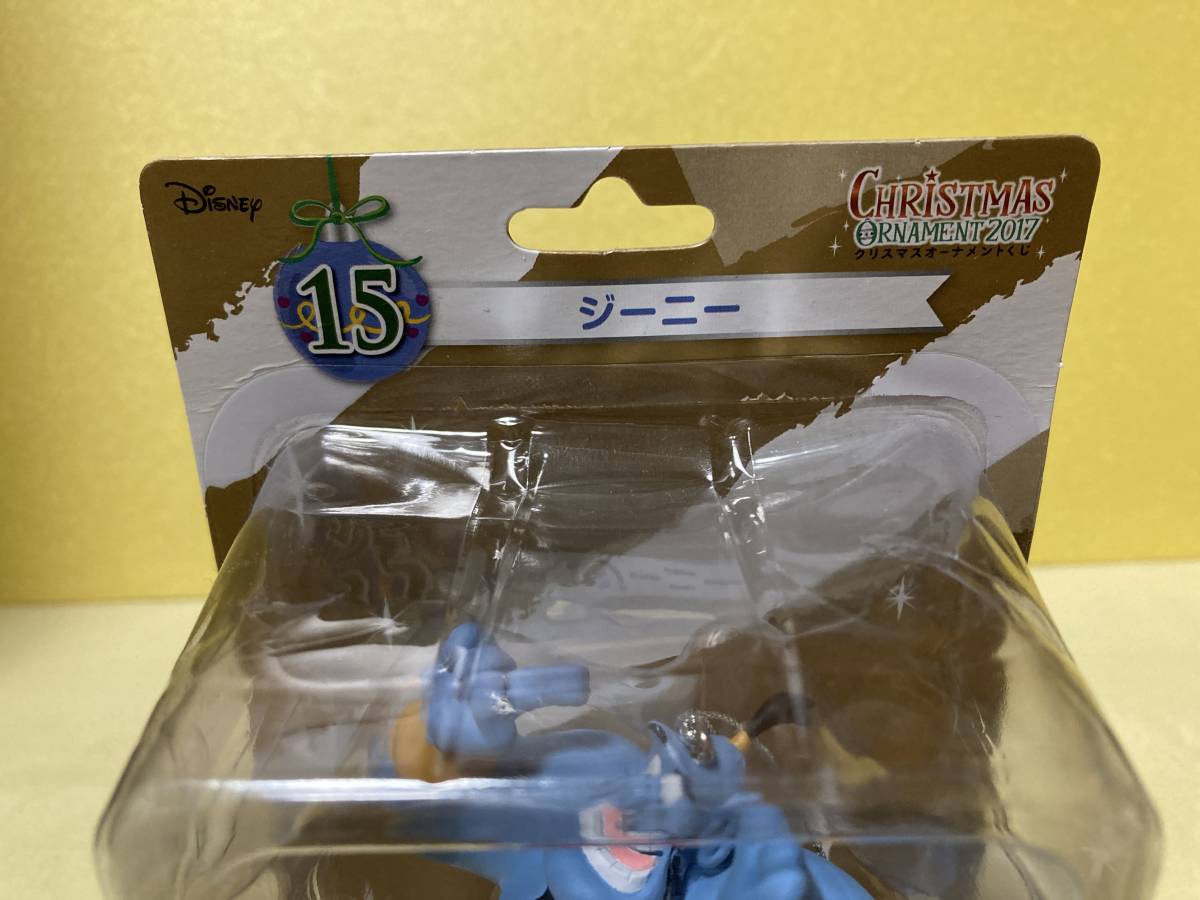 Disney
15
ジーニー
CHRISTMAS
ORNAMENT 2017
クリスマスオーナメントくじ